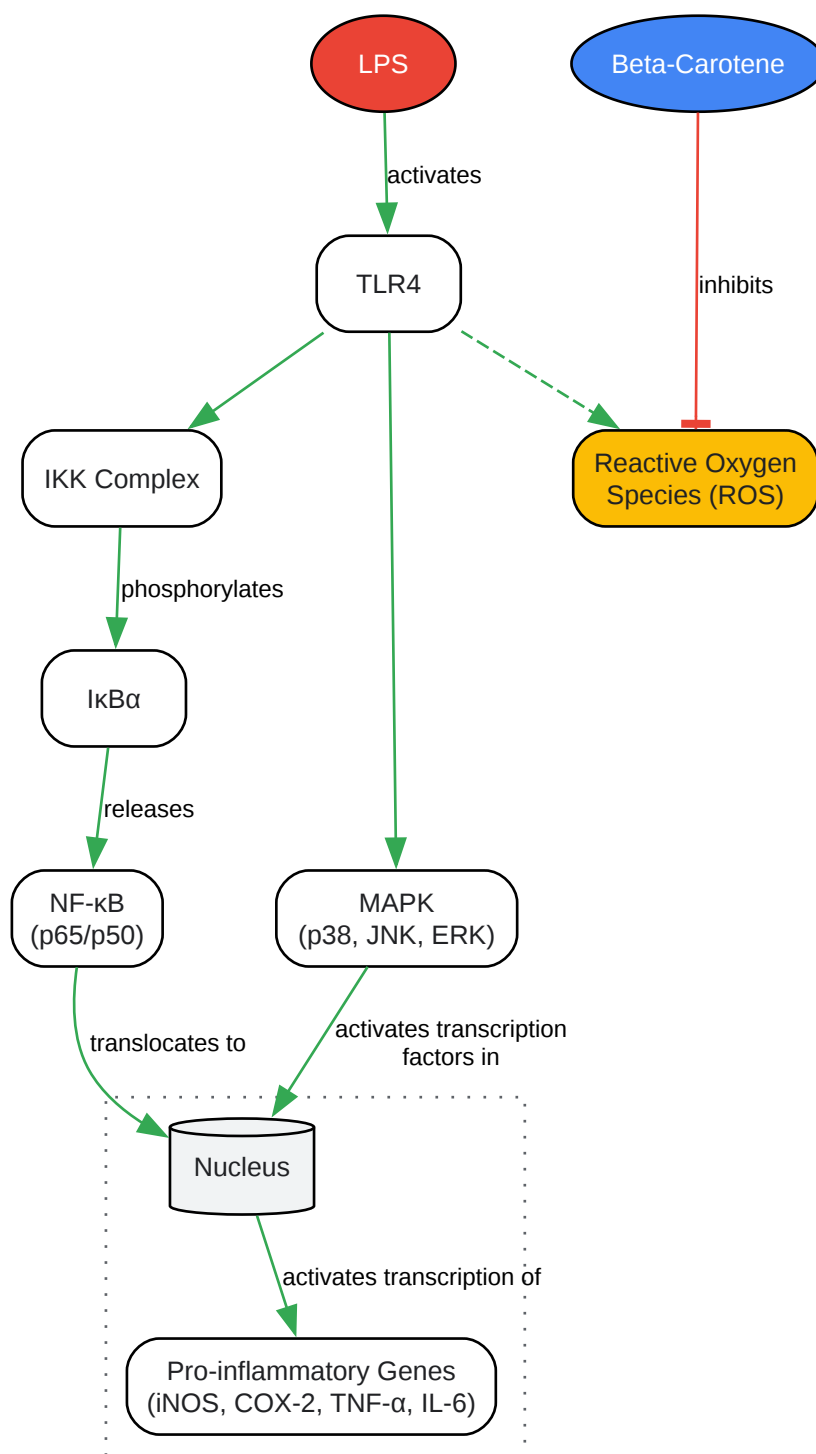 LPS
Beta-Carotene
activates
TLR4
inhibits
IKK Complex
Reactive Oxygen
Species (ROS)
phosphorylates
IκBα
releases
NF-κB
(p65/p50)
MAPK
(p38, JNK, ERK)
translocates to
activates transcription
factors in
Nucleus
activates transcription of
Pro-inflammatory Genes
(iNOS, COX-2, TNF-α, IL-6)